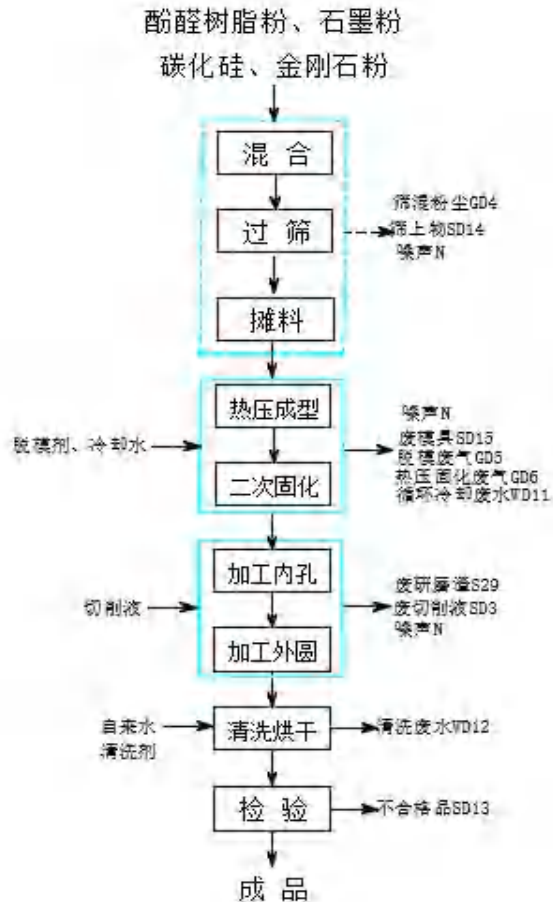 酚醛树脂粉、石墨粉
碳化硅、金刚石粉
混 合
过 筛
筛混粉尘GD4
筛上物SD14
噪声N
摊料
热压成型
脱模剂、冷却水
二次固化
噪声N
废模具SD15
脱模废气GD5
热压固化废气GD6
循环冷却废水WD11
加工内孔
切削液
加工外圆
废研磨渣S29
废切削液SD3
噪声N
自来水
清洗剂
清洗烘干
清洗废水WD12
检 验
不合格品SD13
成 品